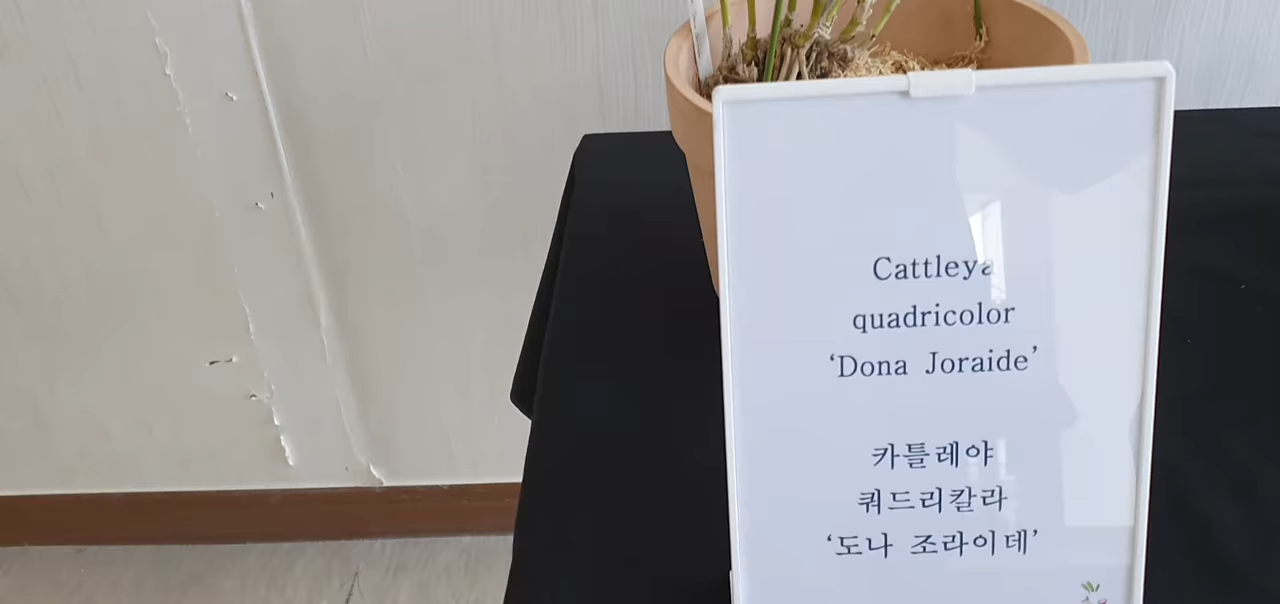 Cattleya
quadricolor
‘Dona Joraide’
카틀레야
쿼드리칼라
‘도나 조라이데’